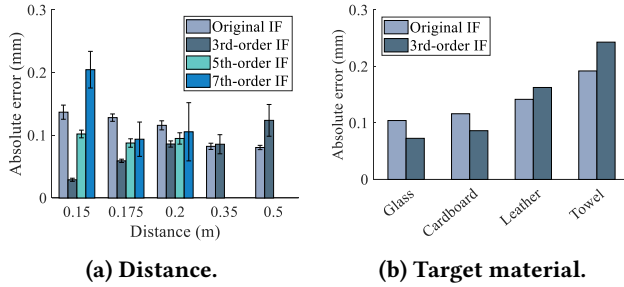 Original IF
3rd-order IF
5th-order IF
7th-order IF
Absolute error (mm)
0.3
0.2
0.1
0
0.15 0.175 0.2 0.35 0.5
Distance (m)
(a) Distance.
Original IF
3rd-order IF
Absolute error (mm)
0.3
0.2
0.1
0
Glass
Cardboard
Leather
Towel
(b) Target material.